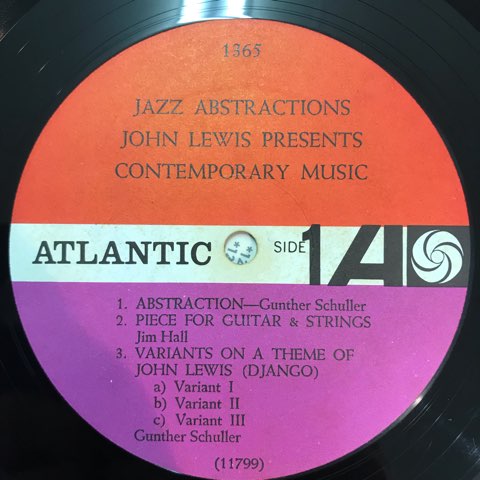 1365
JAZZ ABSTRACTIONS
JOHN LEWIS PRESENTS
CONTEMPORARY MUSIC
ATLANTIC SIDE 1 A
1. ABSTRACTION—Gunther Schuller
2. PIECE FOR GUITAR & STRINGS
Jim Hall
3. VARIANTS ON A THEME OF
JOHN LEWIS (DJANGO)
a) Variant I
b) Variant II
c) Variant III
Gunther Schuller
(11799)